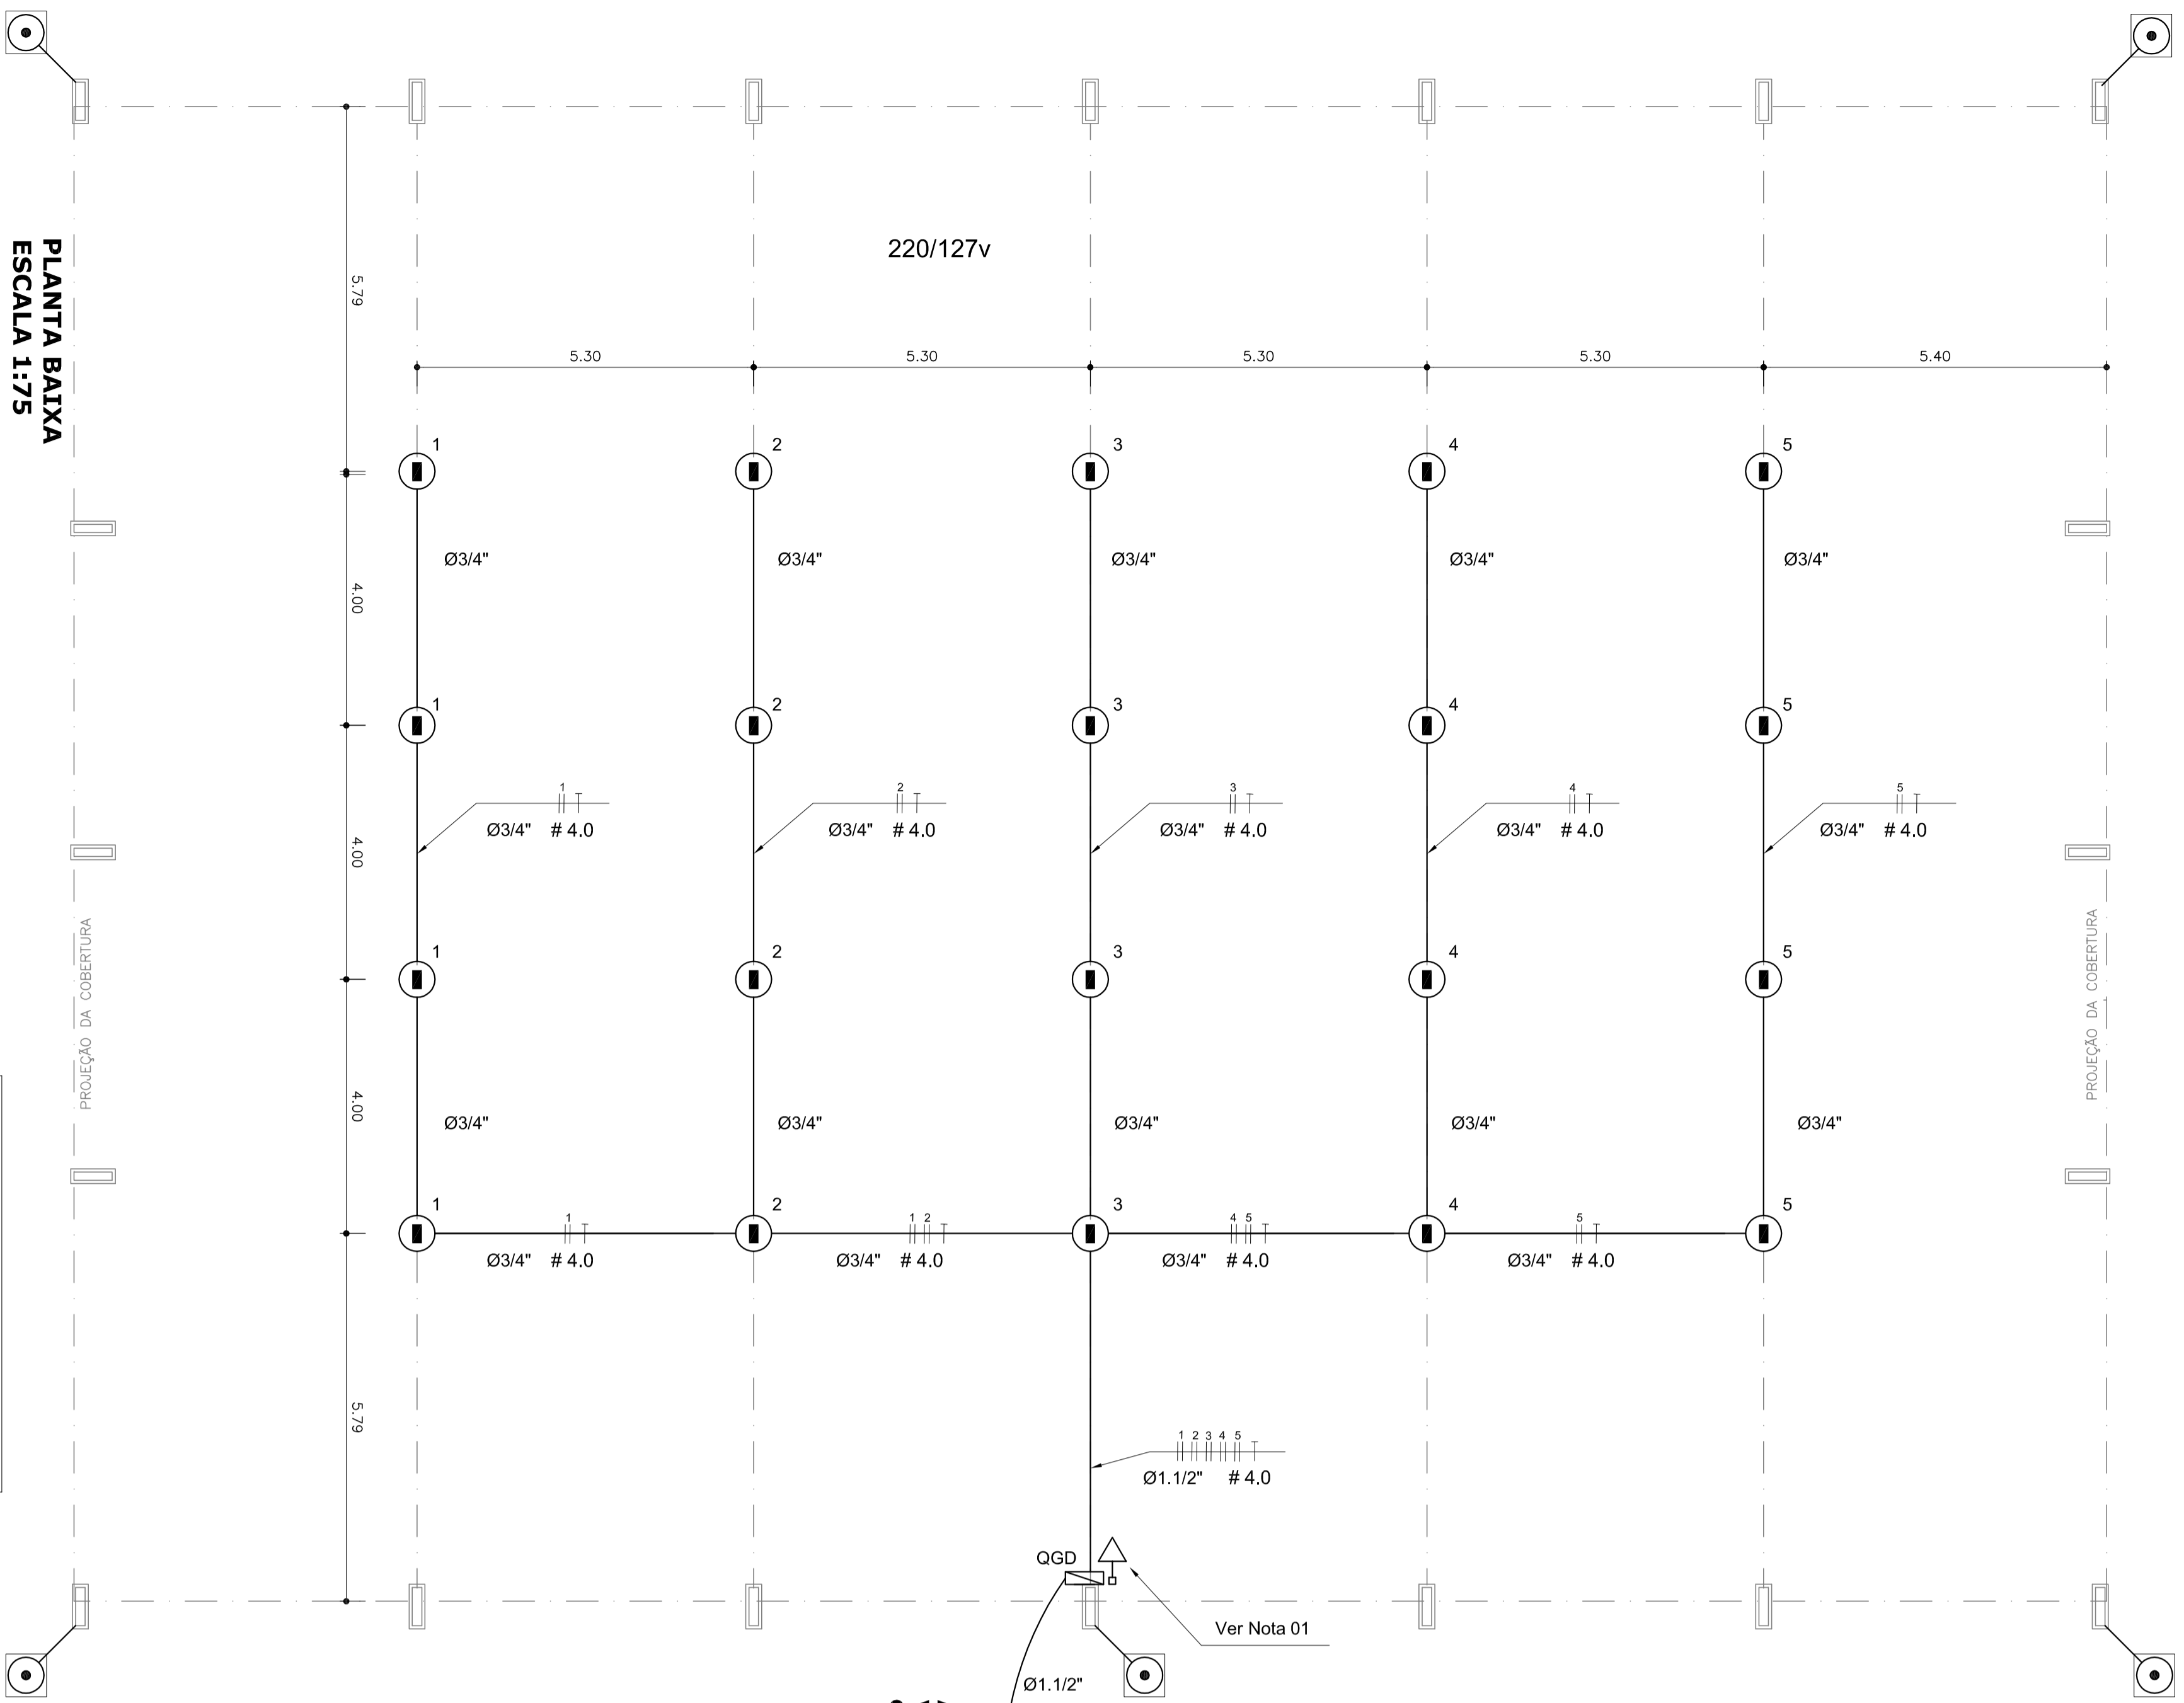 PLANTA BAIXA
ESCALA 1:75
220/127v
5.79
5.30 5.30 5.30 5.30 5.40
1 2 3 4 5
Ø3/4" Ø3/4" Ø3/4" Ø3/4" Ø3/4"
4.00
1 2 3 4 5
1 2 3 4 5
Ø3/4" # 4.0 Ø3/4" # 4.0 Ø3/4" # 4.0 Ø3/4" # 4.0 Ø3/4" # 4.0
4.00
PROJEÇÃO DA COBERTURA
PROJEÇÃO DA COBERTURA
1 2 3 4 5
4.00
Ø3/4" Ø3/4" Ø3/4" Ø3/4" Ø3/4"
1 2 3 4 5
1 1 2 4 5 5
Ø3/4" # 4.0 Ø3/4" # 4.0 Ø3/4" # 4.0 Ø3/4" # 4.0
5.79
1 2 3 4 5
Ø1.1/2" # 4.0
QGD
Ver Nota 01
Ø1.1/2"